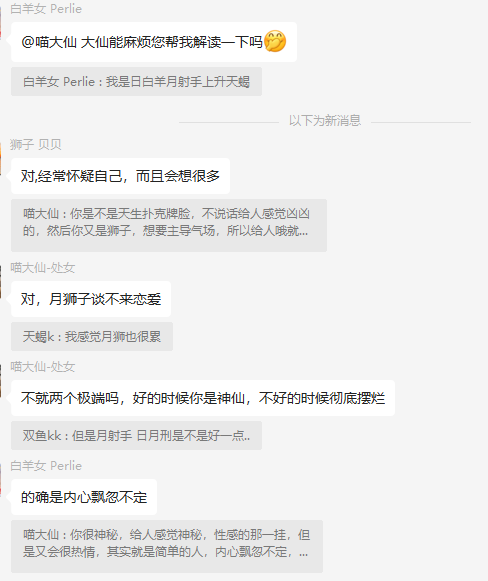 白羊女 Perlie
@喵大仙 大仙能麻烦您帮我解读一下吗🤭
白羊女 Perlie : 我是日白羊月射手上升天蝎
以下为新消息
狮子 贝贝
对,经常怀疑自己，而且会想很多
喵大仙 : 你是不是天生扑克牌脸，不说话给人感觉凶凶
的，然后你又是狮子，想要主导气场，所以给人哦就...
喵大仙-处女
对，月狮子谈不来恋爱
天蝎k : 我感觉月狮也很累
喵大仙-处女
不就两个极端吗，好的时候你是神仙，不好的时候彻底摆烂
双鱼kk : 但是月射手 日月刑是不是好一点..
白羊女 Perlie
的确是内心飘忽不定
喵大仙 : 你很神秘，给人感觉神秘，性感的那一挂，但
是又会很热情，其实就是简单的人，内心飘忽不定，...